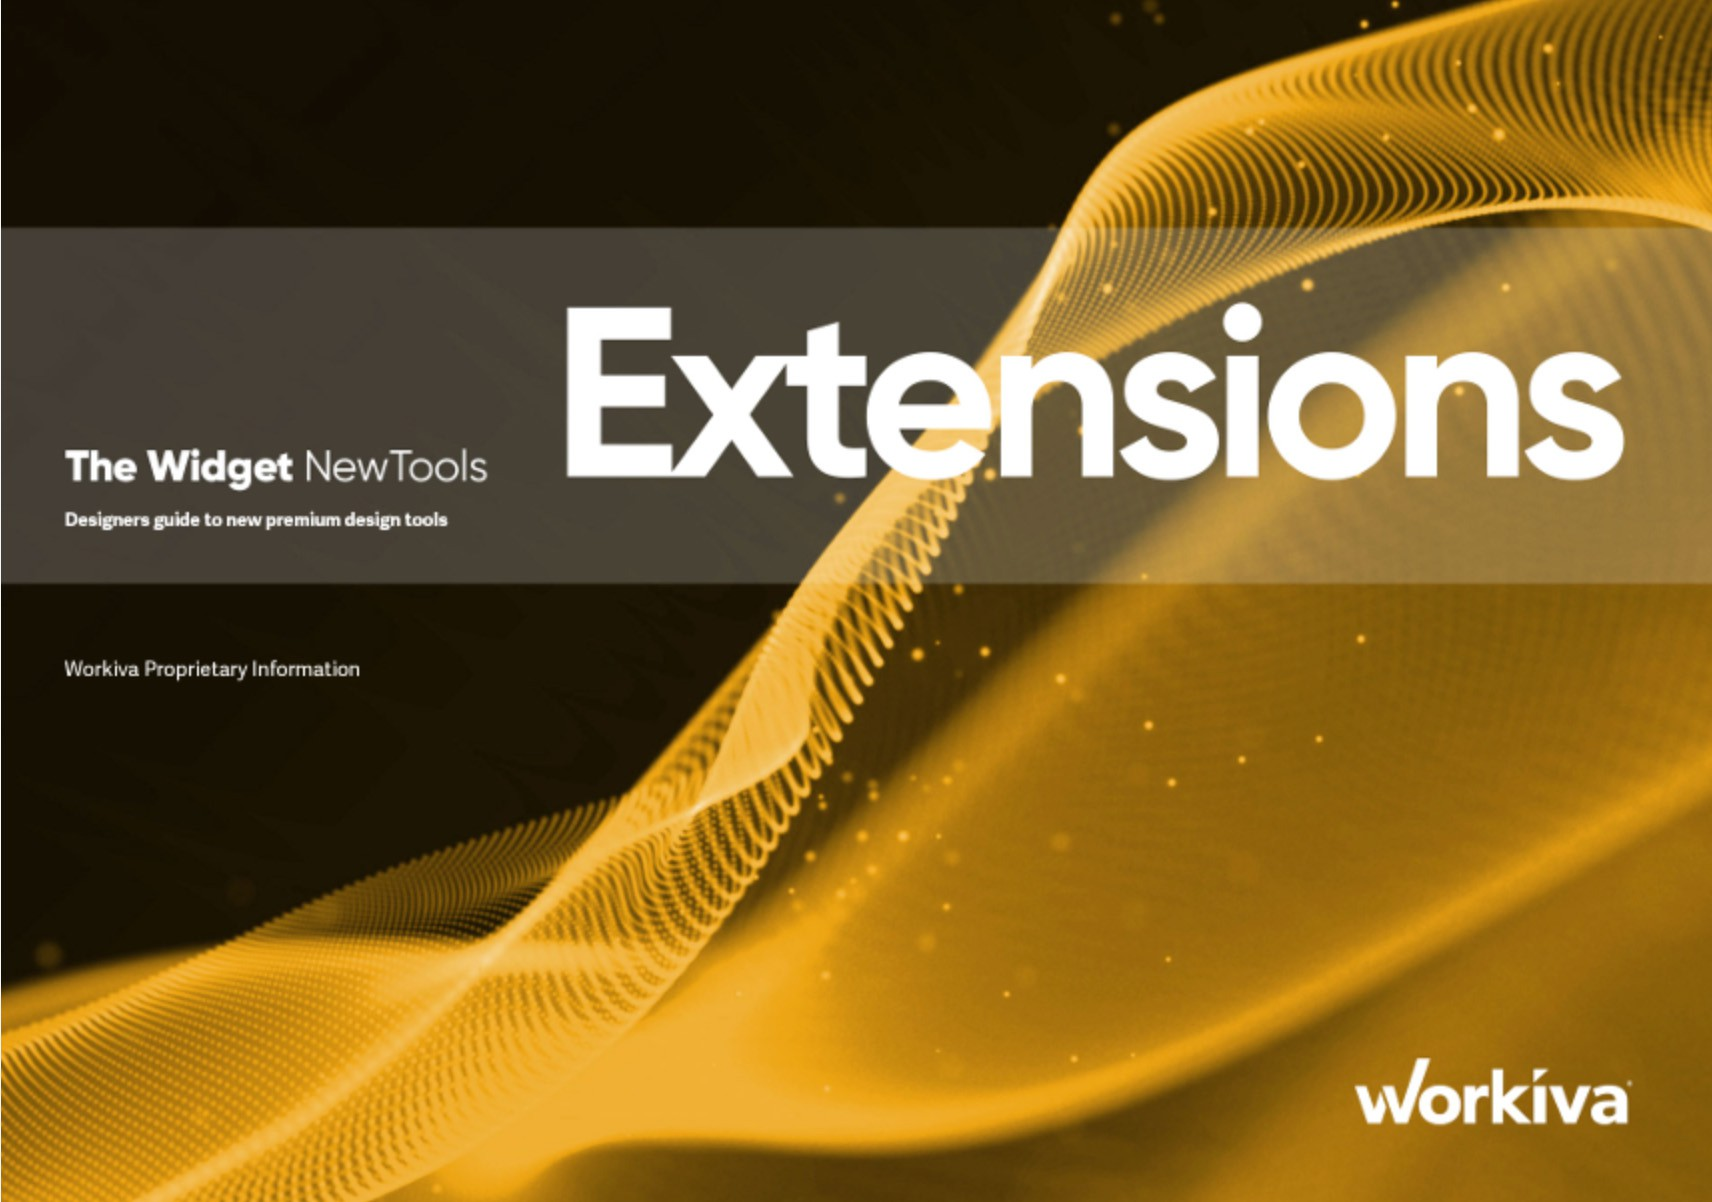 Extensions
The Widget NewTools
Designers guide to new premium design tools
Workiva Proprietary Information
workiva